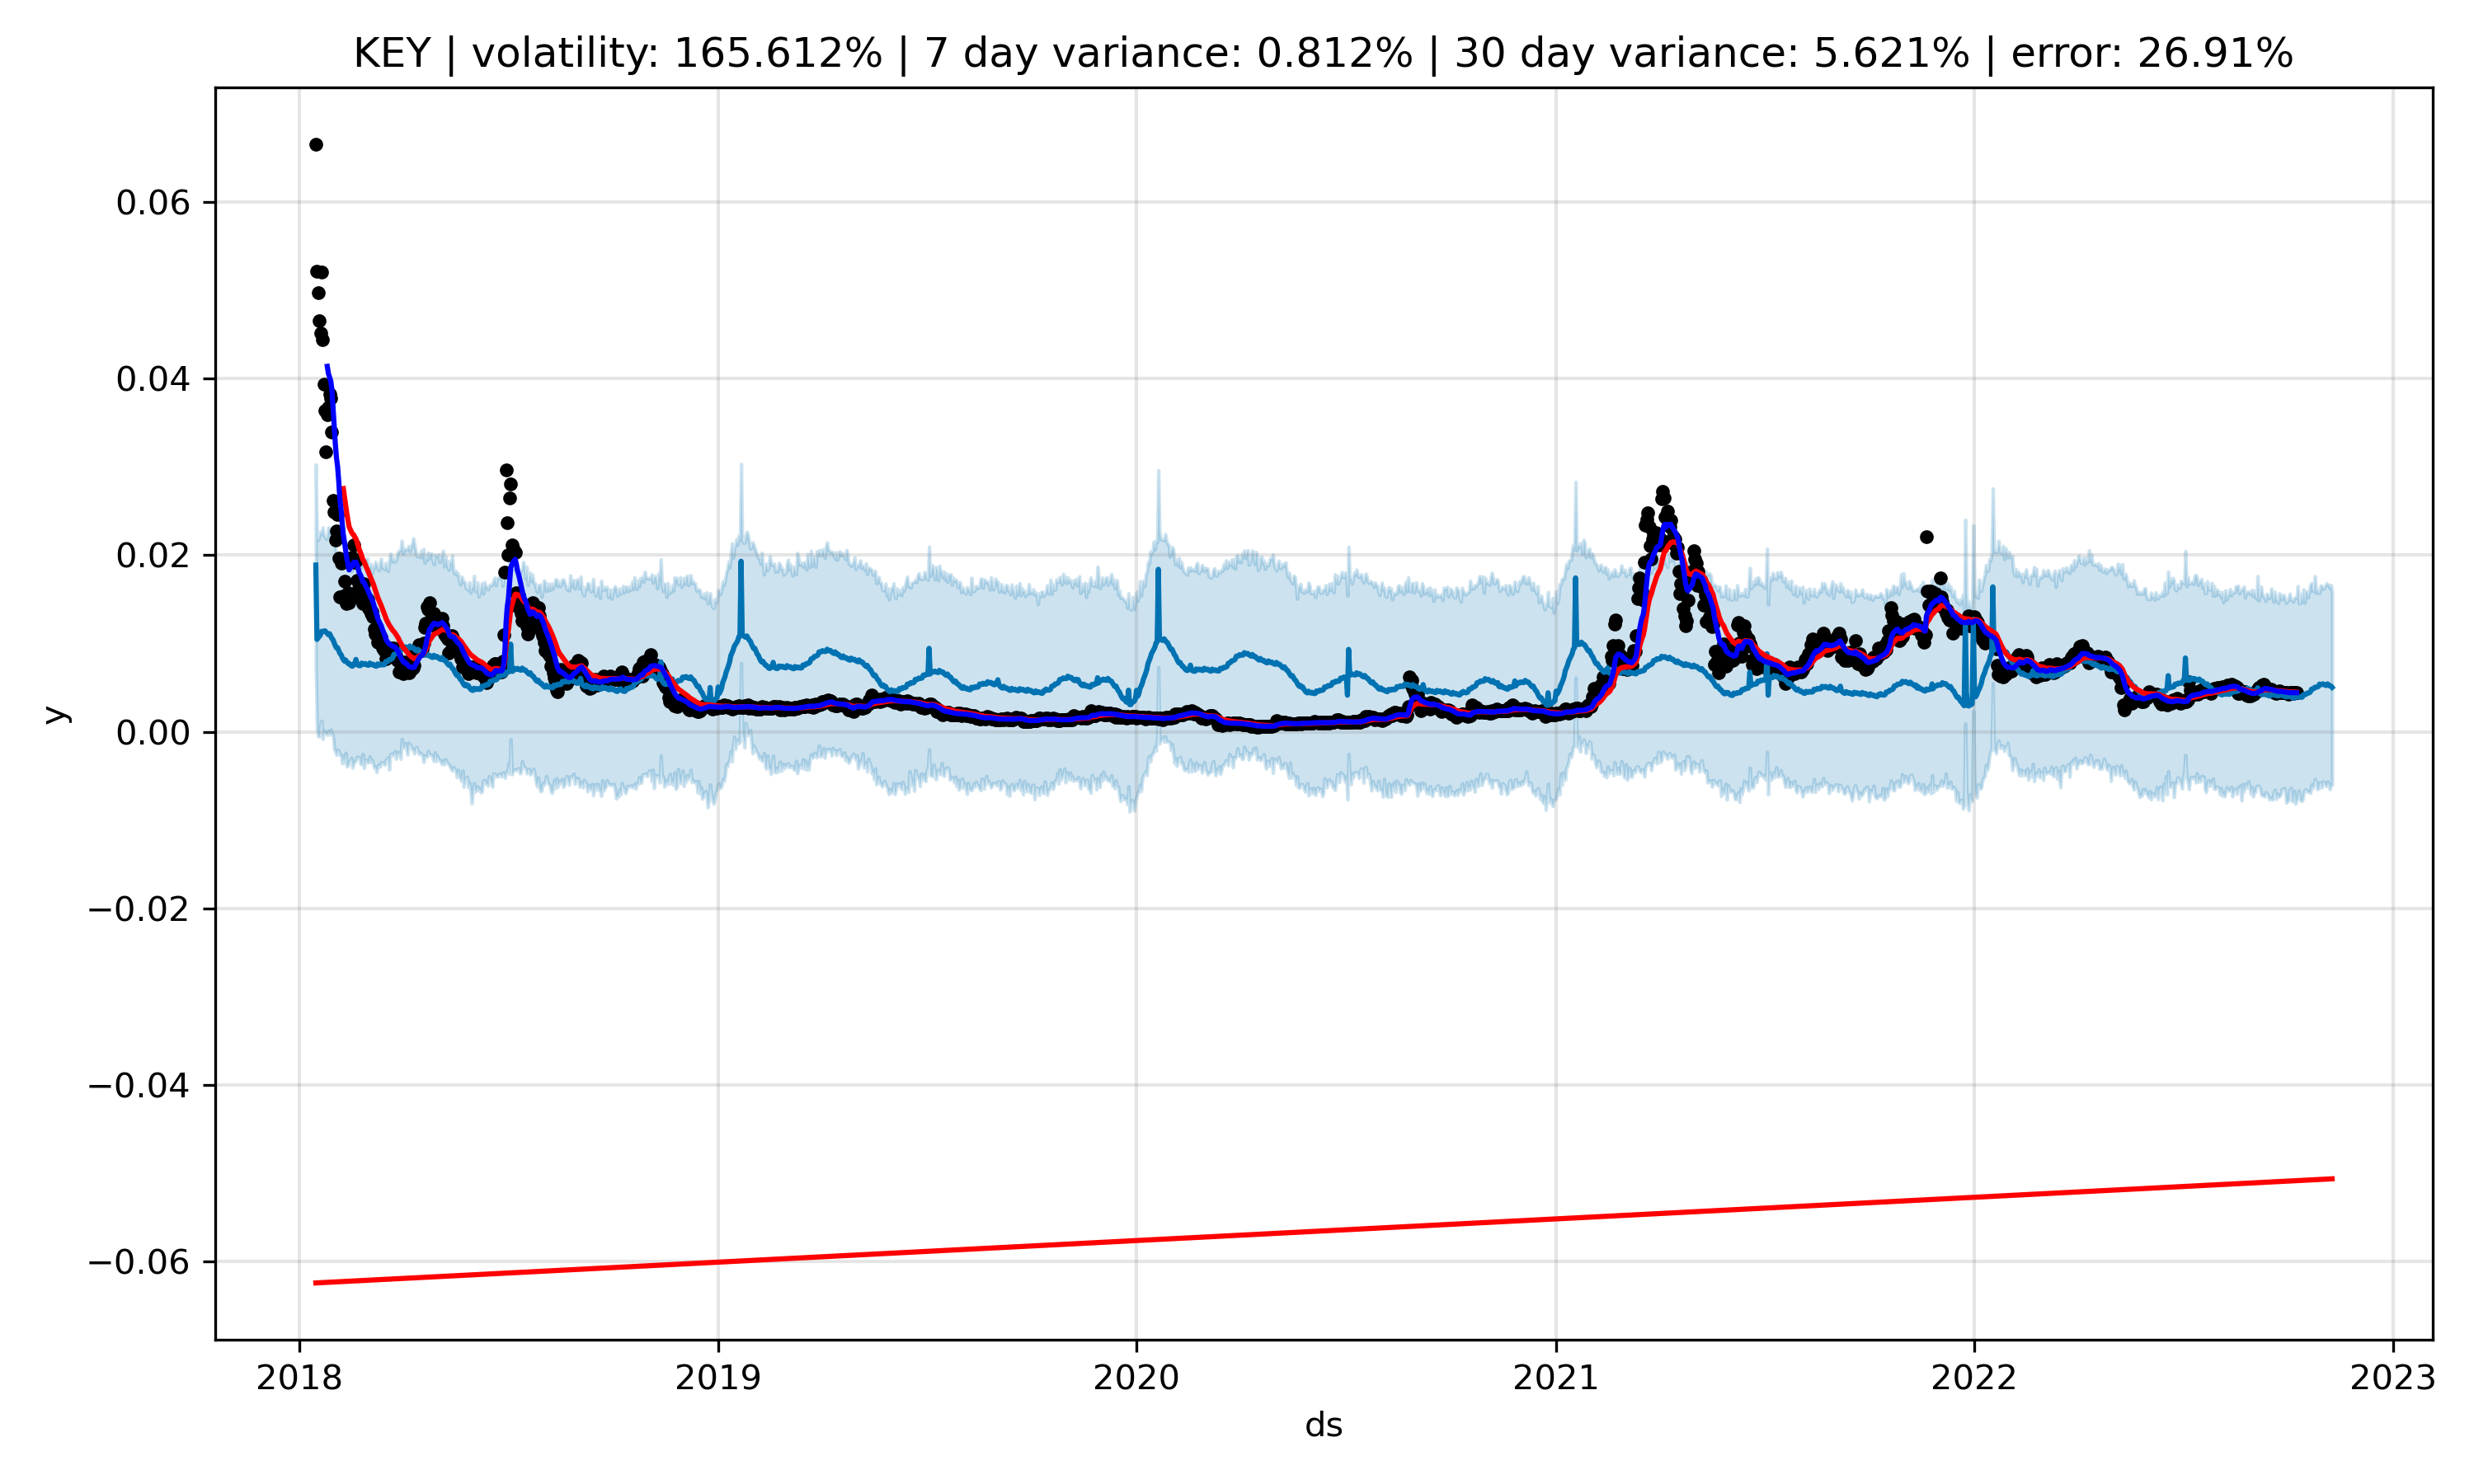 KEY | volatility: 165.612% | 7 day variance: 0.812% | 30 day variance: 5.621% | error: 26.91%
y
0.06
0.04
0.02
0.00
−0.02
−0.04
−0.06
2018 2019 2020 2021 2022 2023
ds